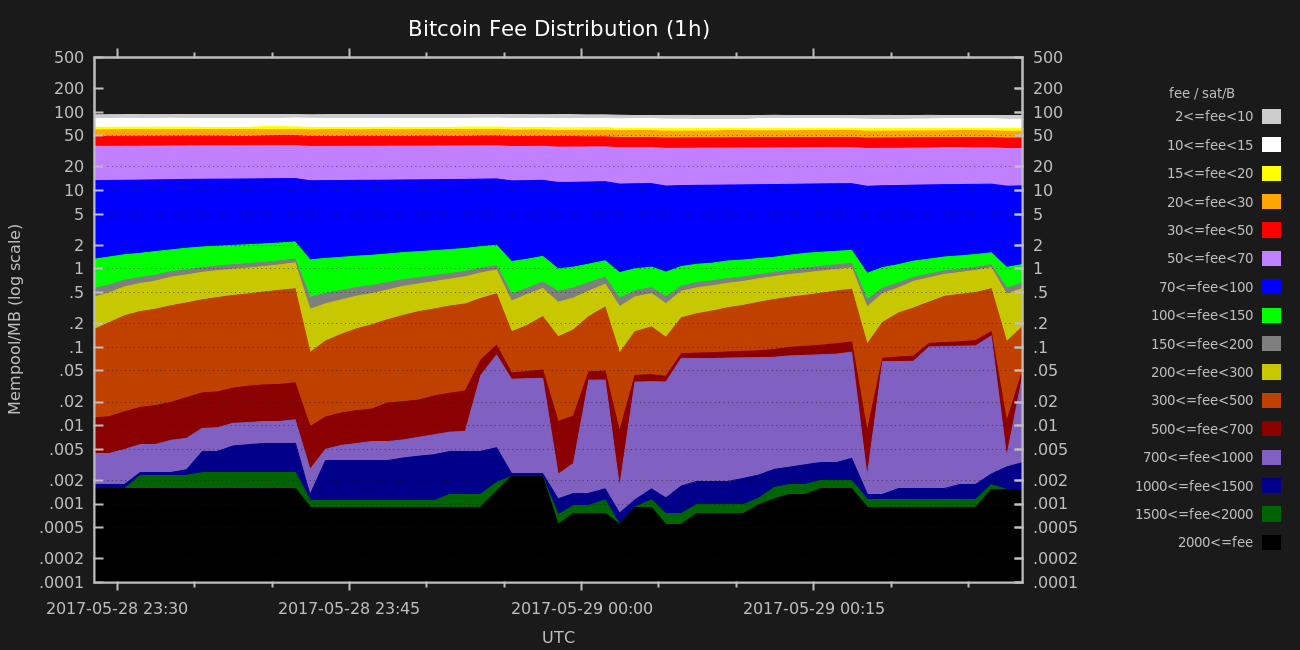 Bitcoin Fee Distribution (1h)
Mempool/MB (log scale)
500
200
100
50
20
10
5
2
1
.5
.2
.1
.05
.02
.01
.005
.002
.001
.0005
.0002
.0001
500
200
100
50
20
10
5
2
1
.5
.2
.1
.05
.02
.01
.005
.002
.001
.0005
.0002
.0001
2017-05-28 23:30
2017-05-28 23:45
2017-05-29 00:00
2017-05-29 00:15
UTC
fee / sat/B
2<=fee<10
10<=fee<15
15<=fee<20
20<=fee<30
30<=fee<50
50<=fee<70
70<=fee<100
100<=fee<150
150<=fee<200
200<=fee<300
300<=fee<500
500<=fee<700
700<=fee<1000
1000<=fee<1500
1500<=fee<2000
2000<=fee